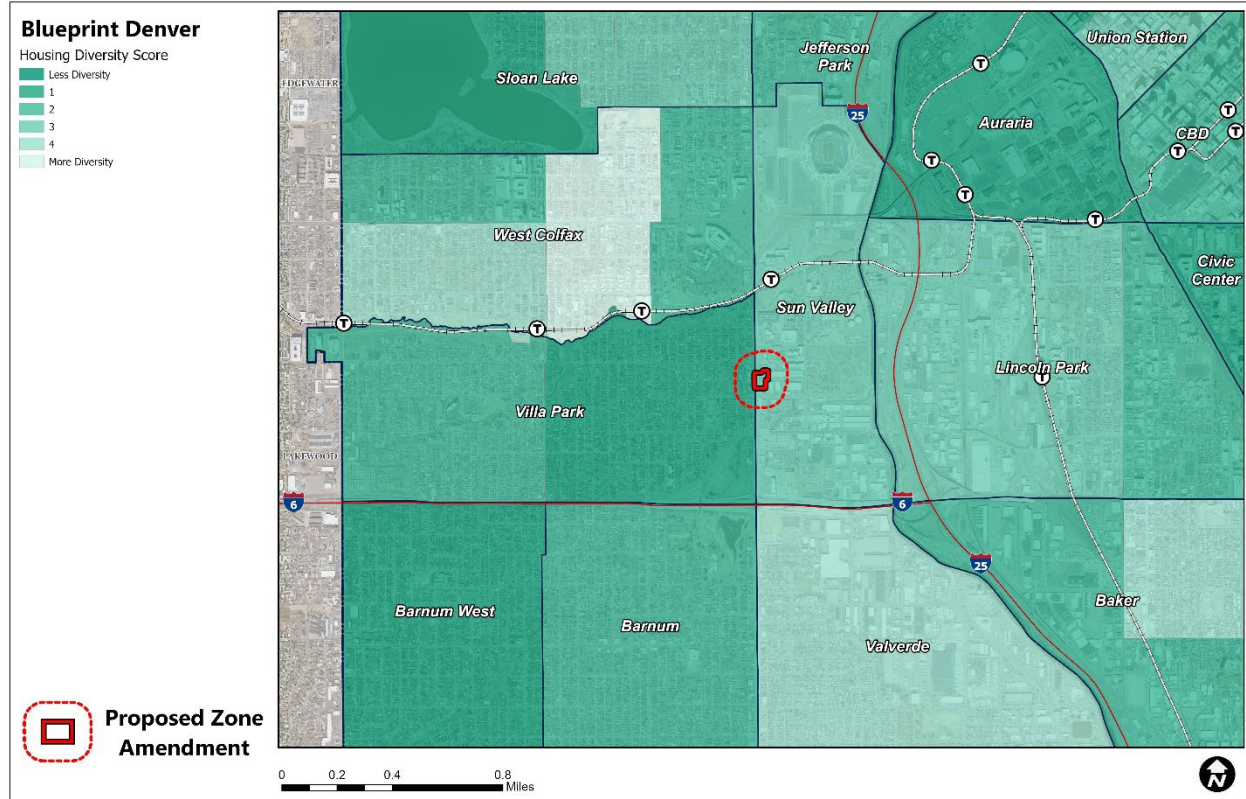 Blueprint Denver
Housing Diversity Score
Less Diversity
1
2
3
4
More Diversity
Proposed Zone
Amendment
EDGEWATER
Sloan Lake
Jefferson
Park
Union Station
25
Auraria
T
CBD
T
T
T
T
T
T
West Colfax
Civic
Center
T
Sun Valley
T
T
T
Lincoln Park
T
Villa Park
LAKEWOOD
6
6
25
Barnum West
Barnum
Baker
Valverde
0
0.2
0.4
0.8
Miles
N